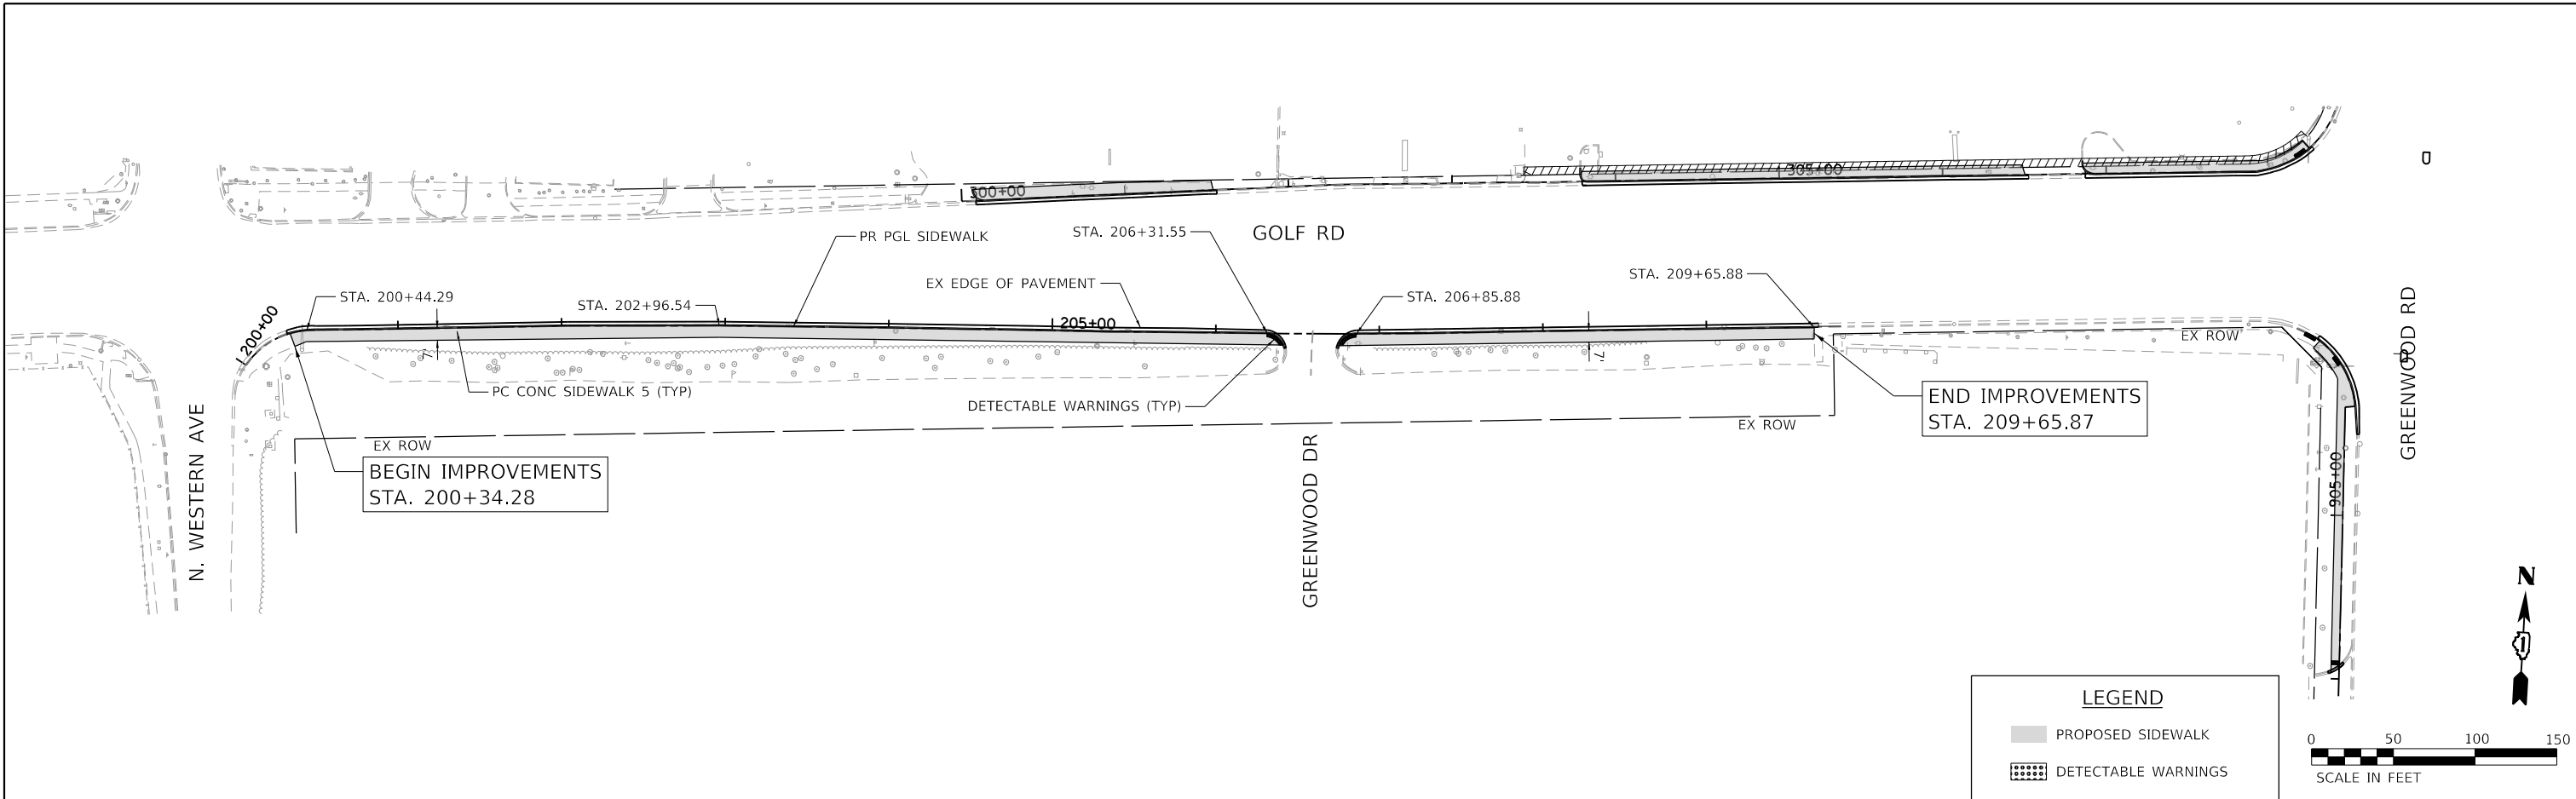 300+00
305+00
GOLF RD
PR PGL SIDEWALK
STA. 206+31.55
EX EDGE OF PAVEMENT
STA. 209+65.88
STA. 200+44.29
STA. 202+96.54
STA. 206+85.88
200+00
205+00
7'
7'
EX ROW
PC CONC SIDEWALK 5 (TYP)
DETECTABLE WARNINGS (TYP)
END IMPROVEMENTS
STA. 209+65.87
EX ROW
EX ROW
BEGIN IMPROVEMENTS
STA. 200+34.28
N. WESTERN AVE
GREENWOOD DR
GREENWOOD RD
905+00
N
1
LEGEND
PROPOSED SIDEWALK
DETECTABLE WARNINGS
0 50 100 150
SCALE IN FEET